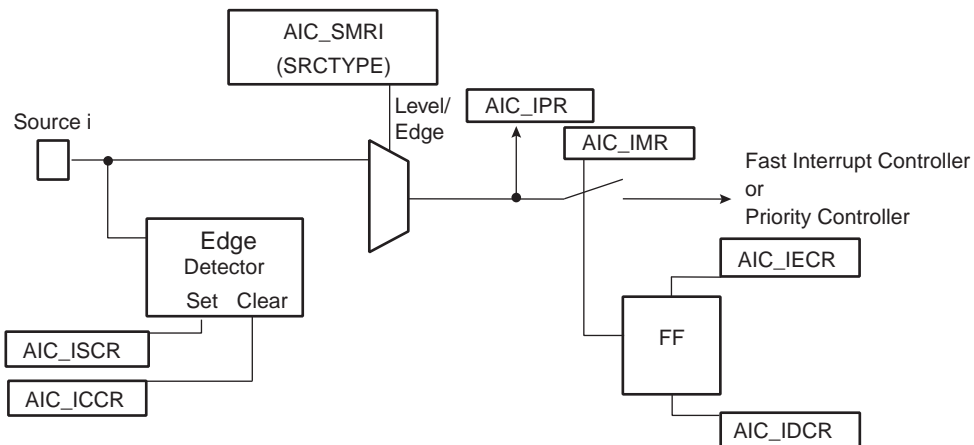 AIC_SMRI
(SRCTYPE)
Level/
Edge
Source i
AIC_IPR
AIC_IMR
Fast Interrupt Controller
or
Priority Controller
Edge
Detector
Set Clear
AIC_IECR
FF
AIC_ISCR
AIC_ICCR
AIC_IDCR